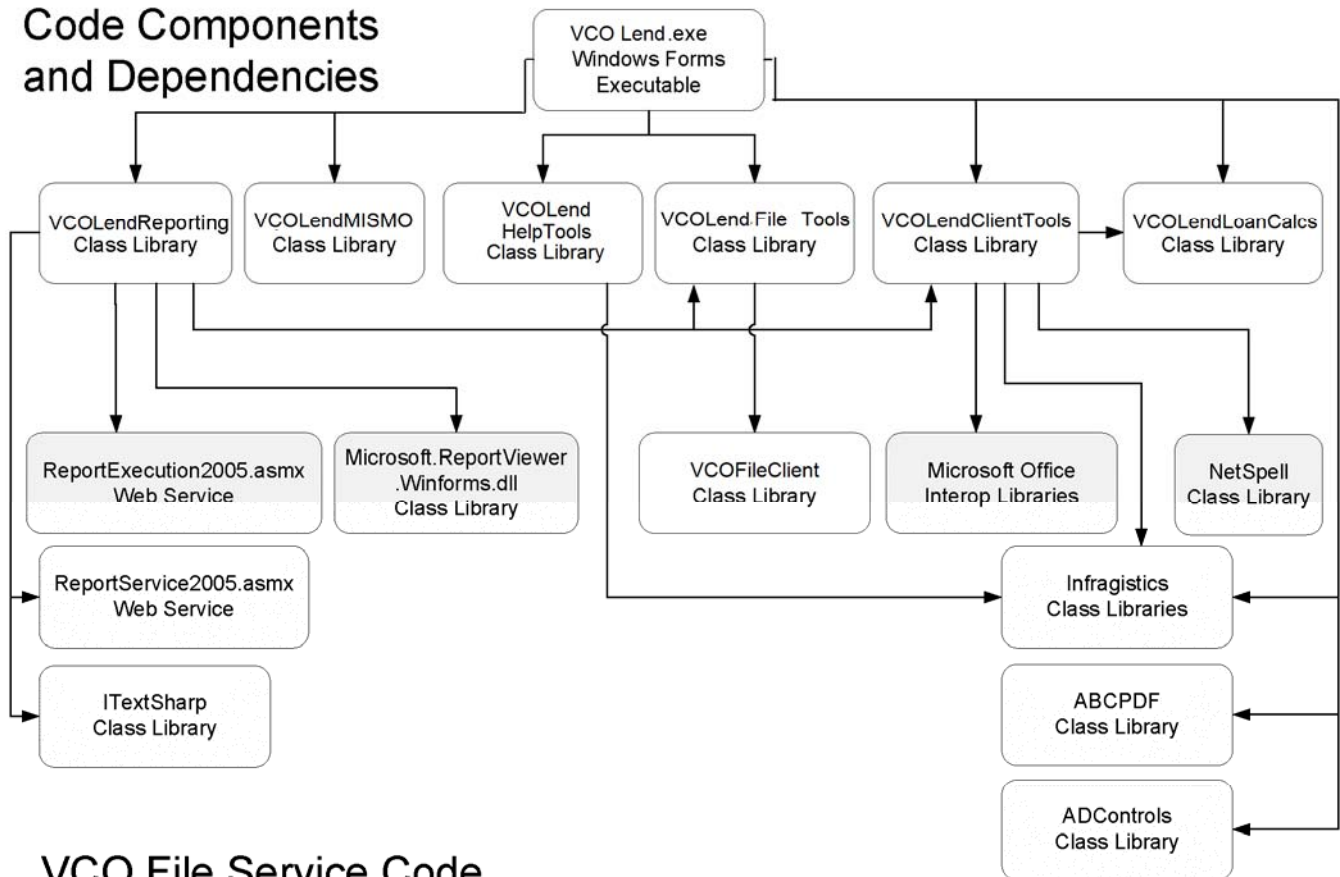 Code Components
and Dependencies
VCO Lend.exe
Windows Forms
Executable
VCOLendReporting
Class Library
VCOLendMISMO
Class Library
VCOLend
HelpTools
Class Library
VCOLend.File Tools
Class Library
VCOLendClientTools
Class Library
VCOLendLoanCalcs
Class Library
ReportExecution2005.asmx
Web Service
Microsoft.ReportViewer
.Winforms.dll
Class Library
VCOFileClient
Class Library
Microsoft Office
Interop Libraries
NetSpell
Class Library
ReportService2005.asmx
Web Service
Infragistics
Class Libraries
ITextSharp
Class Library
ABCPDF
Class Library
ADControls
Class Library
VCO File Service Code